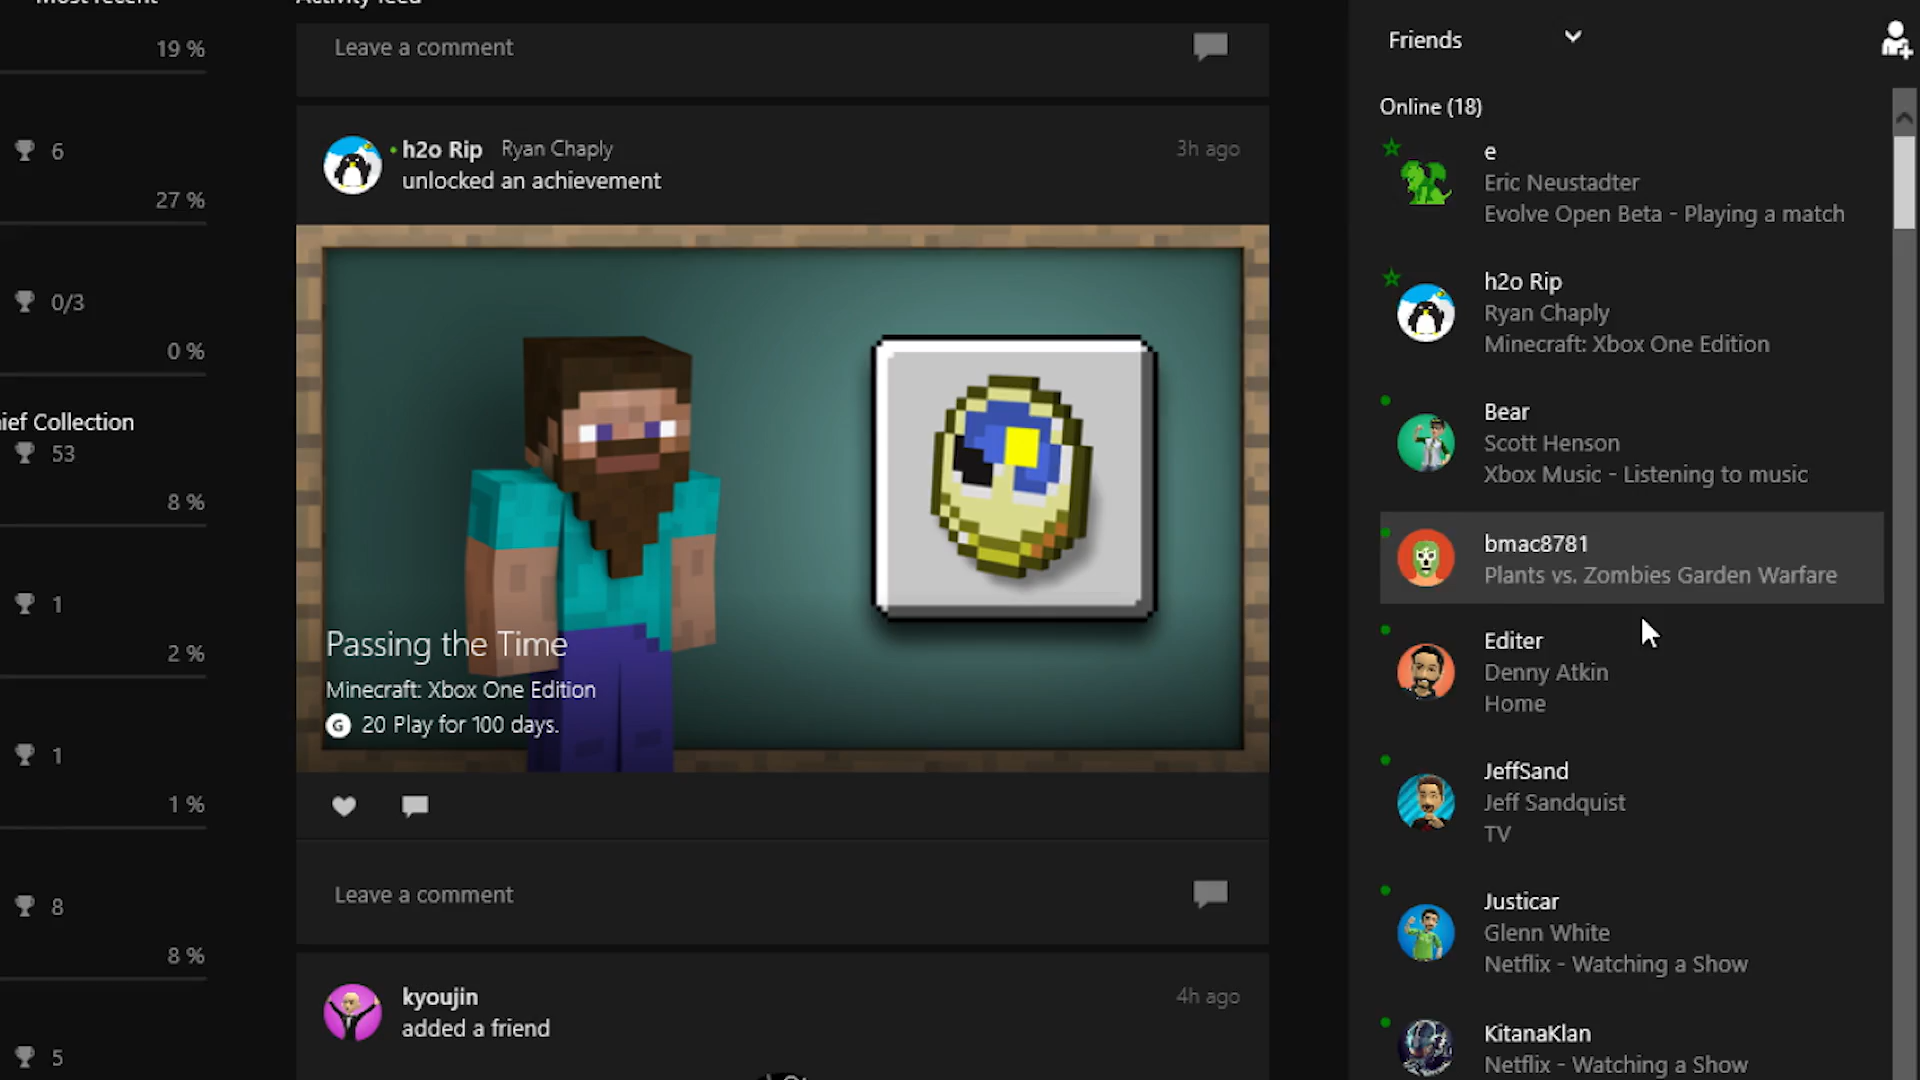 Most recent
19 %
6
27 %
0/3
0 %
ief Collection
53
8 %
1
2 %
1
1 %
8
8 %
5
Activity feed
Leave a comment
h2o Rip Ryan Chaply 3h ago
unlocked an achievement
Passing the Time
Minecraft: Xbox One Edition
G 20 Play for 100 days.
Leave a comment
kyoujin 4h ago
added a friend
Friends
Online (18)
e
Eric Neustadter
Evolve Open Beta - Playing a match
h2o Rip
Ryan Chaply
Minecraft: Xbox One Edition
Bear
Scott Henson
Xbox Music - Listening to music
bmac8781
Plants vs. Zombies Garden Warfare
Editer
Denny Atkin
Home
JeffSand
Jeff Sandquist
TV
Justicar
Glenn White
Netflix - Watching a Show
KitanaKlan
Netflix - Watching a Show